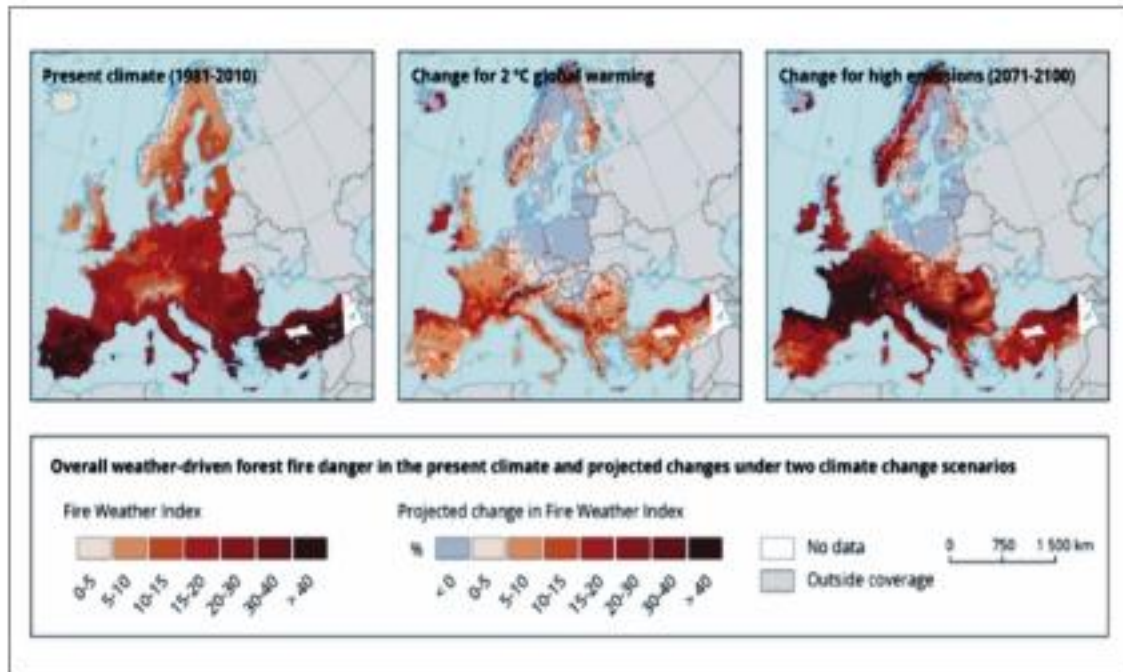 Present climate (1981-2010)
Change for 2 °C global warming
Change for high emissions (2071-2100)
Overall weather-driven forest fire danger in the present climate and projected changes under two climate change scenarios
Fire Weather Index
0-5
5-10
10-15
15-20
20-30
30-40
> 40
Projected change in Fire Weather Index
%
< 0
0-5
5-10
10-15
15-20
20-30
30-40
> 40
No data
Outside coverage
0 750 1 500 km